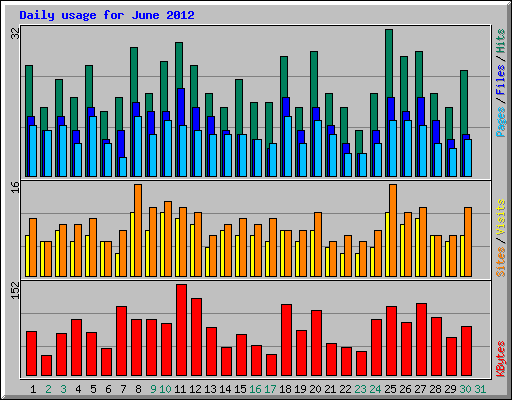 Daily usage for June 2012
32
Pages/Files/Hits
16
Sites/Visits
152
KBytes
1 2 3 4 5 6 7 8 9 10 11 12 13 14 15 16 17 18 19 20 21 22 23 24 25 26 27 28 29 30 31